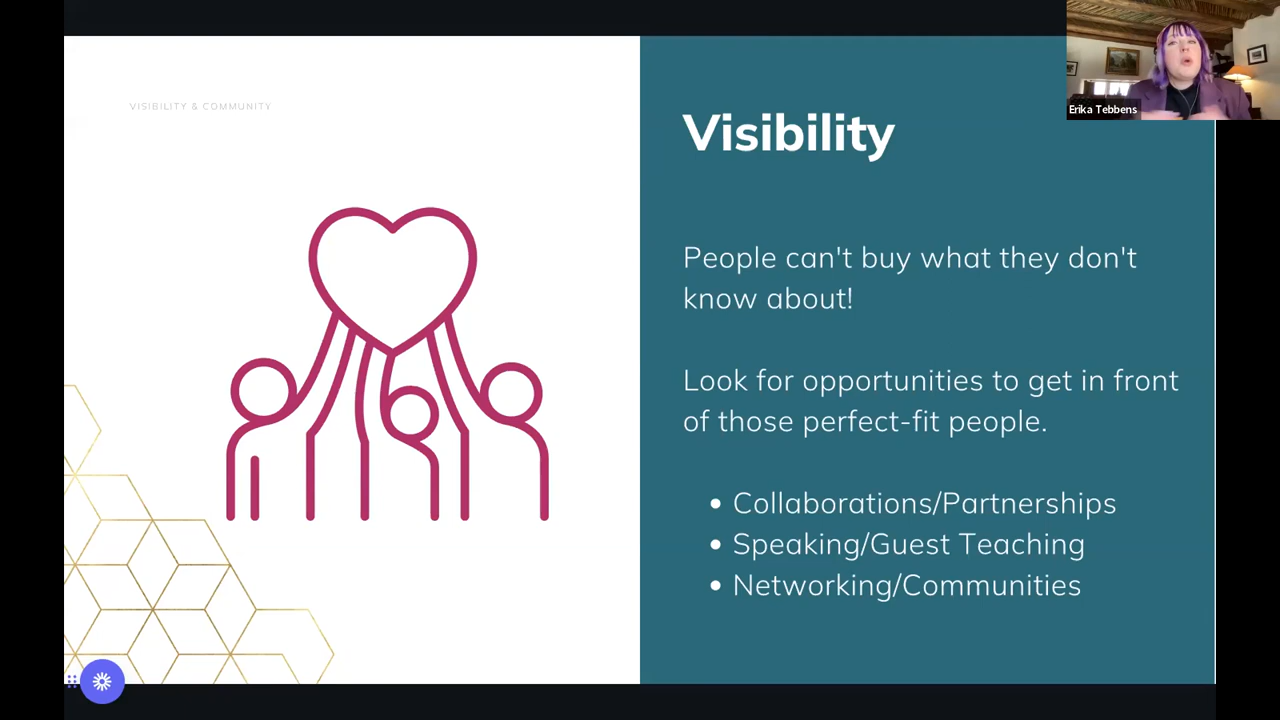 VISIBILITY & COMMUNITY
Visibility
People can't buy what they don't
know about!
Look for opportunities to get in front
of those perfect-fit people.
• Collaborations/Partnerships
• Speaking/Guest Teaching
• Networking/Communities
Erika Tebbens